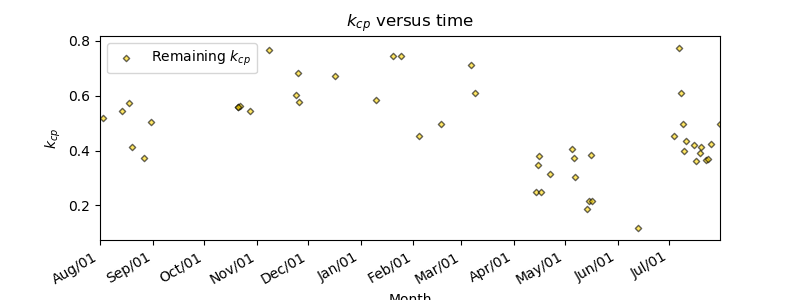 k_cp versus time
Remaining k_cp
k_cp
0.8
0.6
0.4
0.2
Aug/01 Sep/01 Oct/01 Nov/01 Dec/01 Jan/01 Feb/01 Mar/01 Apr/01 May/01 Jun/01 Jul/01
Month